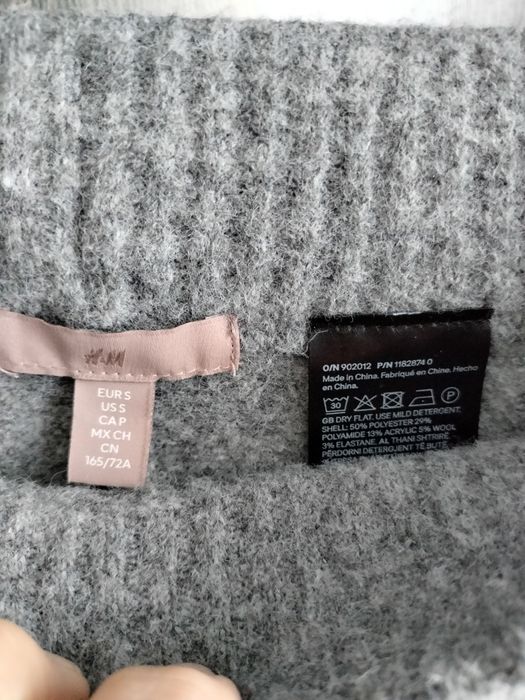 H&M
EUR S
US S
CA P
MX CH
CN
165/72A
O/N 902012 P/N 1182874 0
Made in China. Fabriqué en Chine. Hecho
en China.
30
P
GB DRY FLAT. USE MILD DETERGENT.
SHELL: 50% POLYESTER 29%
POLYAMIDE 13% ACRYLIC 5% WOOL
3% ELASTANE. AL THANI SHTRIRË.
PËRDORNI DETERGJENT TË BUTË